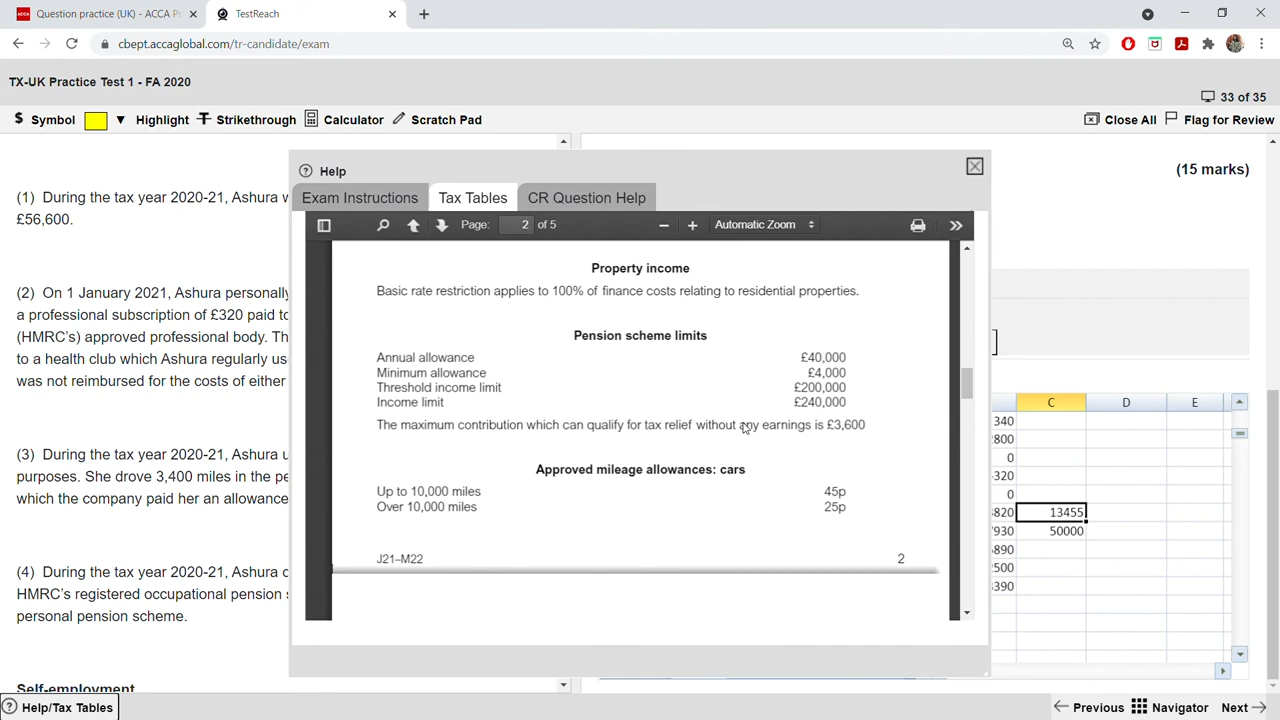 Question practice (UK) - ACCA P
TestReach
cbept.accaglobal.com/tr-candidate/exam
TX-UK Practice Test 1 - FA 2020
33 of 35
$ Symbol
Highlight
Strikethrough
Calculator
Scratch Pad
Close All
Flag for Review
(1) During the tax year 2020-21, Ashura w
£56,600.
(2) On 1 January 2021, Ashura personally
a professional subscription of £320 paid to
(HMRC's) approved professional body. Th
to a health club which Ashura regularly us
was not reimbursed for the costs of either
(3) During the tax year 2020-21, Ashura u
purposes. She drove 3,400 miles in the pe
which the company paid her an allowance
(4) During the tax year 2020-21, Ashura c
HMRC's registered occupational pension s
personal pension scheme.
Self-employment
Help
Exam Instructions
Tax Tables
CR Question Help
Page: 2 of 5
Automatic Zoom
Property income
Basic rate restriction applies to 100% of finance costs relating to residential properties.
Pension scheme limits
Annual allowance £40,000
Minimum allowance £4,000
Threshold income limit £200,000
Income limit £240,000
The maximum contribution which can qualify for tax relief without any earnings is £3,600
Approved mileage allowances: cars
Up to 10,000 miles 45p
Over 10,000 miles 25p
J21–M22 2
(15 marks)
C D E
340
2800
0
320
0
820 13455
7930 50000
890
2500
390
Help/Tax Tables
Previous
Navigator
Next